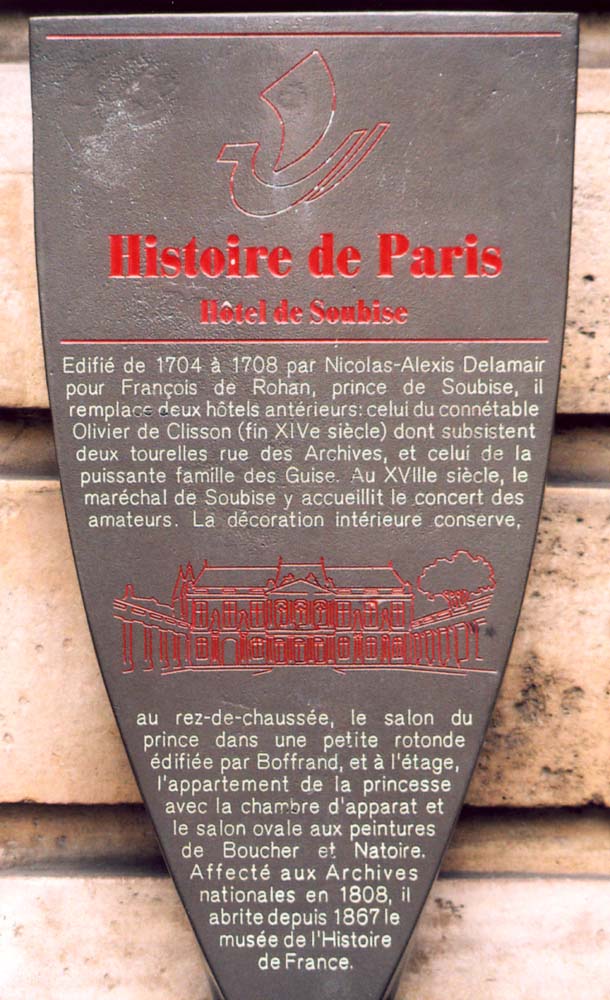 Histoire de Paris
Hôtel de Soubise
Edifié de 1704 à 1708 par Nicolas-Alexis Delamair
pour François de Rohan, prince de Soubise, il
remplace deux hôtels antérieurs: celui du connétable
Olivier de Clisson (fin XIVe siècle) dont subsistent
deux tourelles rue des Archives, et celui de la
puissante famille des Guise. Au XVIIIe siècle, le
maréchal de Soubise y accueillit le concert des
amateurs. La décoration intérieure conserve,
au rez-de-chaussée, le salon du
prince dans une petite rotonde
édifiée par Boffrand, et à l'étage,
l'appartement de la princesse
avec la chambre d'apparat et
le salon ovale aux peintures
de Boucher et Natoire.
Affecté aux Archives
nationales en 1808, il
abrite depuis 1867 le
musée de l'Histoire
de France.